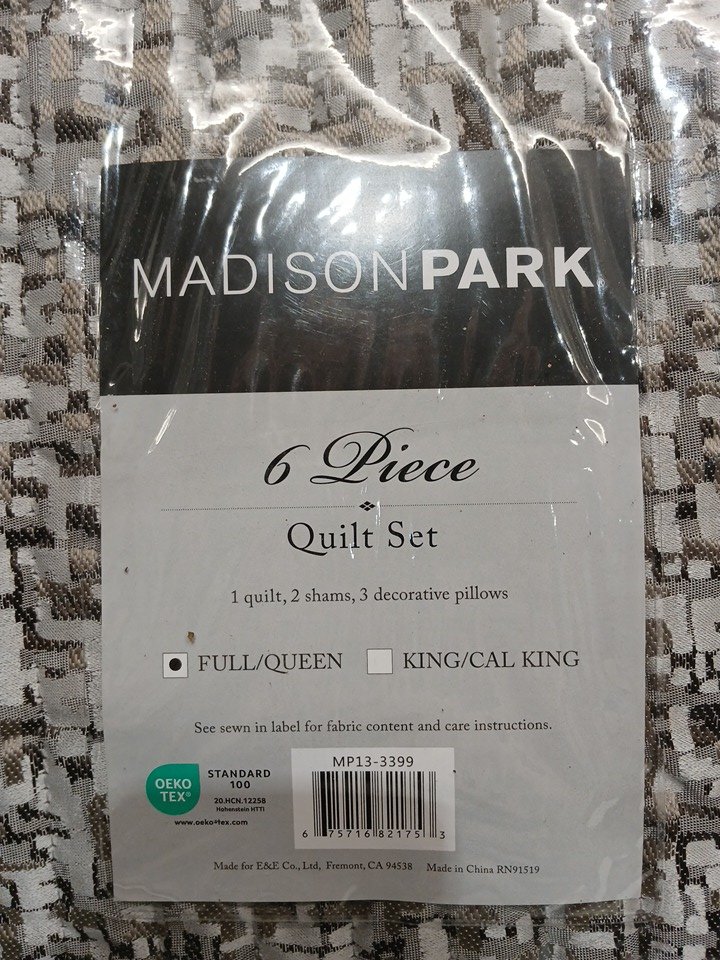 MADISONPARK
6 Piece
Quilt Set
1 quilt, 2 shams, 3 decorative pillows
FULL/QUEEN KING/CAL KING
See sewn in label for fabric content and care instructions.
OEKO
TEX®
STANDARD
100
20.HCN.12258
Hohenstein HTTI
www.oeko-tex.com
MP13-3399
6 75716 82175 3
Made for E&E Co., Ltd, Fremont, CA 94538 Made in China RN91519